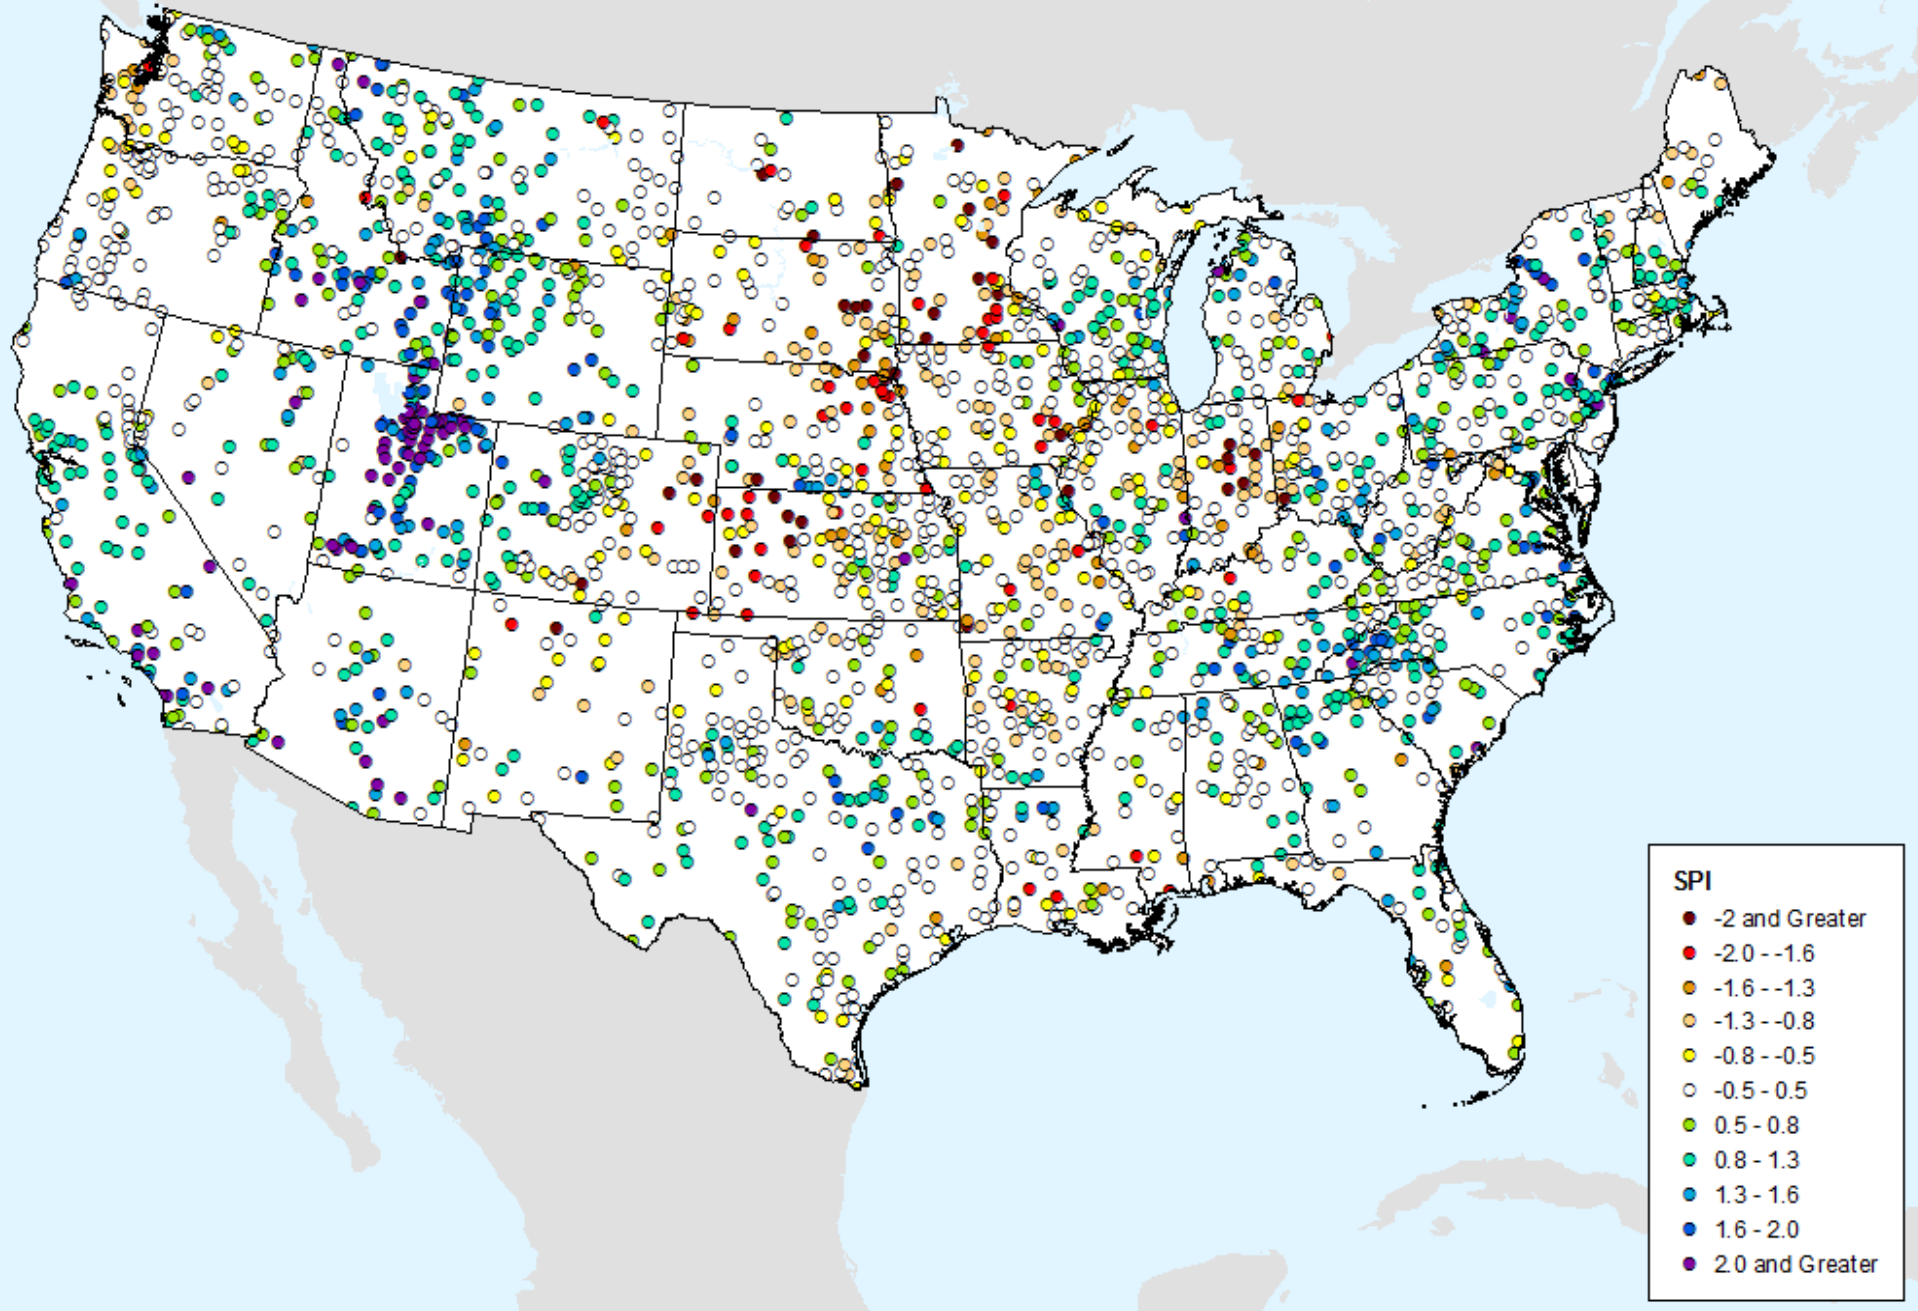 SPI
-2 and Greater
-2.0 - -1.6
-1.6 - -1.3
-1.3 - -0.8
-0.8 - -0.5
-0.5 - 0.5
0.5 - 0.8
0.8 - 1.3
1.3 - 1.6
1.6 - 2.0
2.0 and Greater